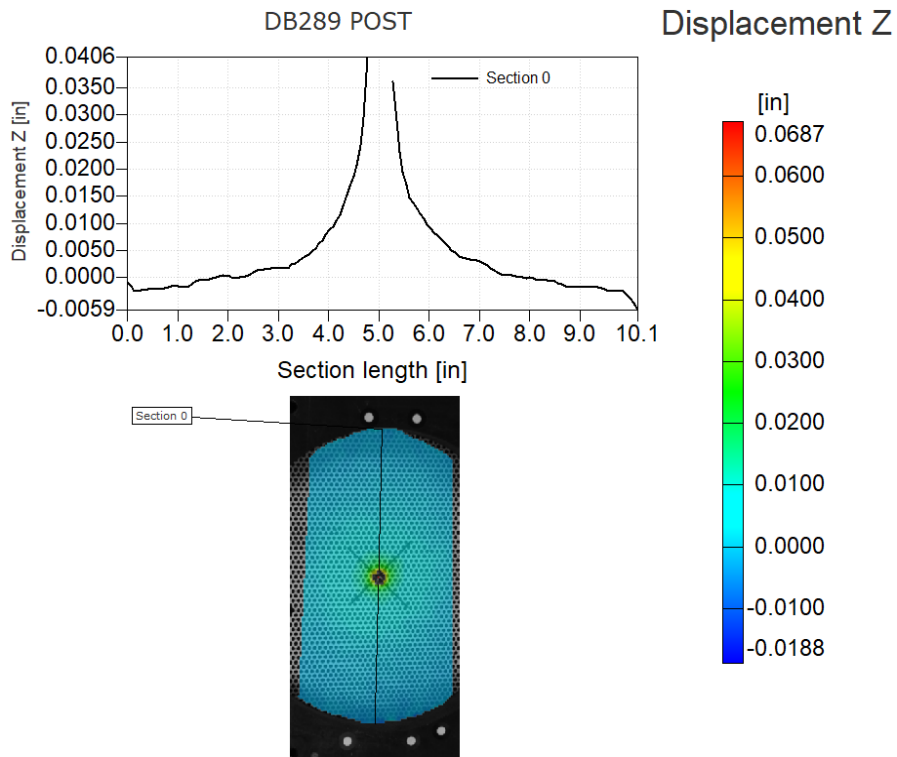 DB289 POST
Displacement Z
0.0406
0.0350
0.0300
0.0250
0.0200
0.0150
0.0100
0.0050
0.0000
-0.0059
Displacement Z [in]
Section 0
0.0 1.0 2.0 3.0 4.0 5.0 6.0 7.0 8.0 9.0 10.1
Section length [in]
[in]
0.0687
0.0600
0.0500
0.0400
0.0300
0.0200
0.0100
0.0000
-0.0100
-0.0188
Section 0